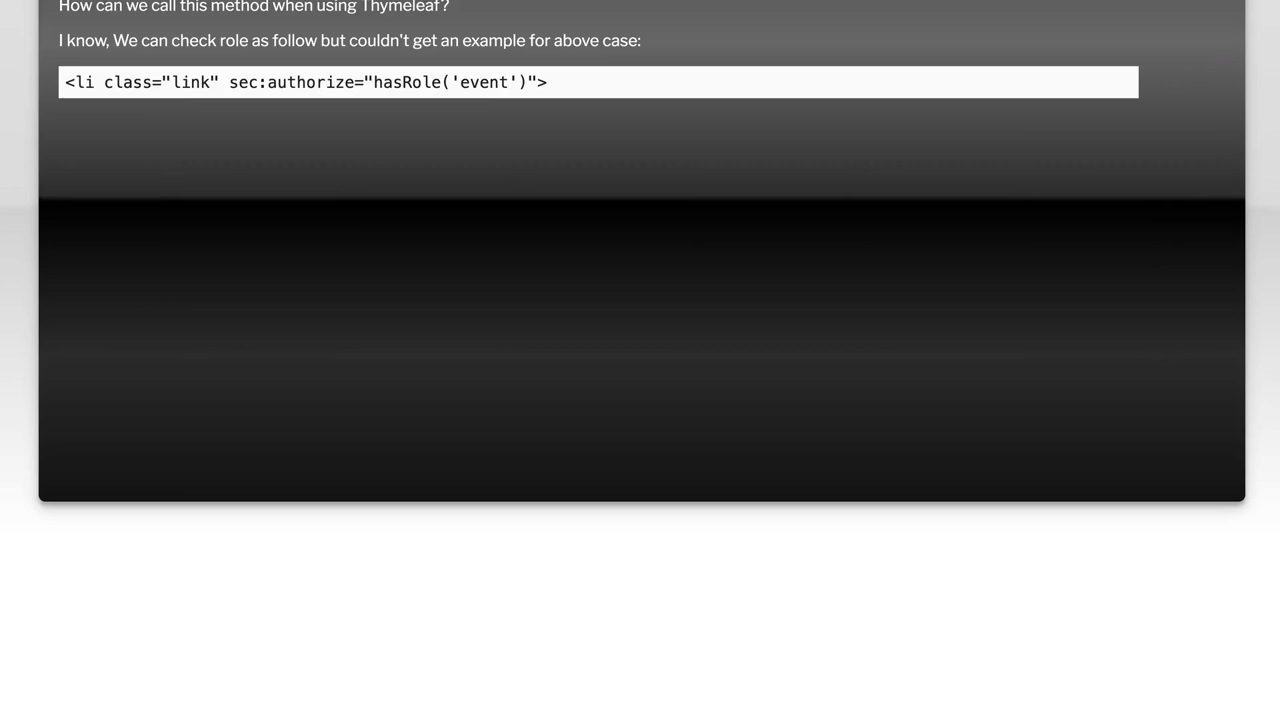 How can we call this method when using Thymeleaf?
I know, We can check role as follow but couldn't get an example for above case:
<li class="link" sec:authorize="hasRole('event')">